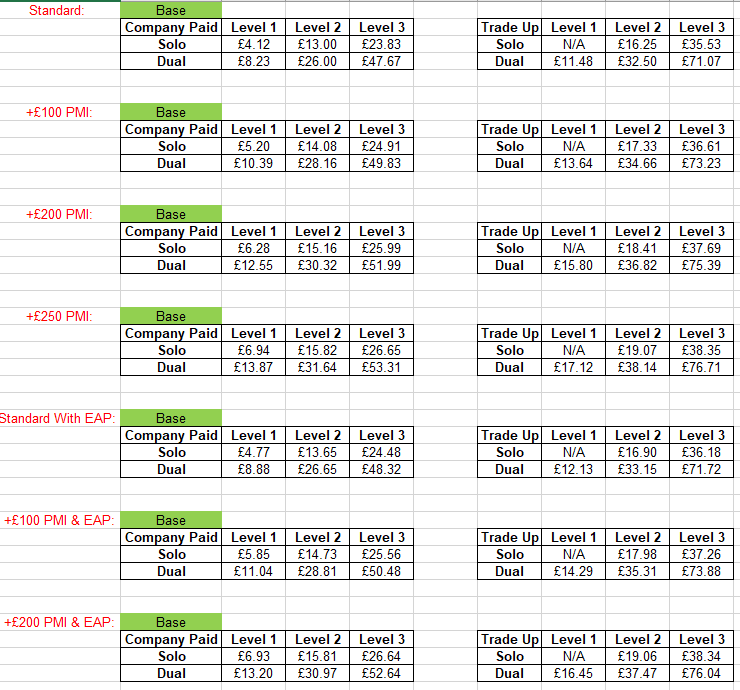 Standard: Base
Company Paid Level 1 Level 2 Level 3 Trade Up Level 1 Level 2 Level 3
Solo £4.12 £13.00 £23.83 Solo N/A £16.25 £35.53
Dual £8.23 £26.00 £47.67 Dual £11.48 £32.50 £71.07
+£100 PMI: Base
Company Paid Level 1 Level 2 Level 3 Trade Up Level 1 Level 2 Level 3
Solo £5.20 £14.08 £24.91 Solo N/A £17.33 £36.61
Dual £10.39 £28.16 £49.83 Dual £13.64 £34.66 £73.23
+£200 PMI: Base
Company Paid Level 1 Level 2 Level 3 Trade Up Level 1 Level 2 Level 3
Solo £6.28 £15.16 £25.99 Solo N/A £18.41 £37.69
Dual £12.55 £30.32 £51.99 Dual £15.80 £36.82 £75.39
+£250 PMI: Base
Company Paid Level 1 Level 2 Level 3 Trade Up Level 1 Level 2 Level 3
Solo £6.94 £15.82 £26.65 Solo N/A £19.07 £38.35
Dual £13.87 £31.64 £53.31 Dual £17.12 £38.14 £76.71
Standard With EAP: Base
Company Paid Level 1 Level 2 Level 3 Trade Up Level 1 Level 2 Level 3
Solo £4.77 £13.65 £24.48 Solo N/A £16.90 £36.18
Dual £8.88 £26.65 £48.32 Dual £12.13 £33.15 £71.72
+£100 PMI & EAP: Base
Company Paid Level 1 Level 2 Level 3 Trade Up Level 1 Level 2 Level 3
Solo £5.85 £14.73 £25.56 Solo N/A £17.98 £37.26
Dual £11.04 £28.81 £50.48 Dual £14.29 £35.31 £73.88
+£200 PMI & EAP: Base
Company Paid Level 1 Level 2 Level 3 Trade Up Level 1 Level 2 Level 3
Solo £6.93 £15.81 £26.64 Solo N/A £19.06 £38.34
Dual £13.20 £30.97 £52.64 Dual £16.45 £37.47 £76.04